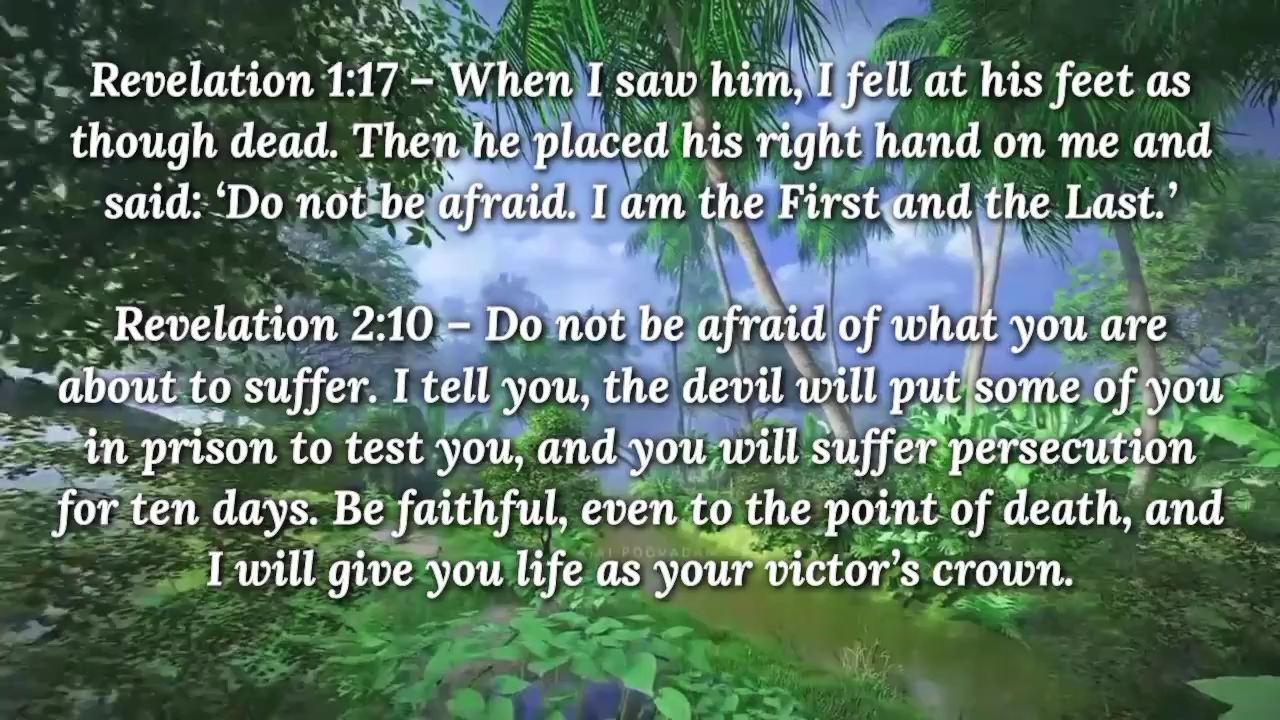 Revelation 1:17 – When I saw him, I fell at his feet as
though dead. Then he placed his right hand on me and
said: ‘Do not be afraid. I am the First and the Last.’
Revelation 2:10 – Do not be afraid of what you are
about to suffer. I tell you, the devil will put some of you
in prison to test you, and you will suffer persecution
for ten days. Be faithful, even to the point of death, and
I will give you life as your victor’s crown.